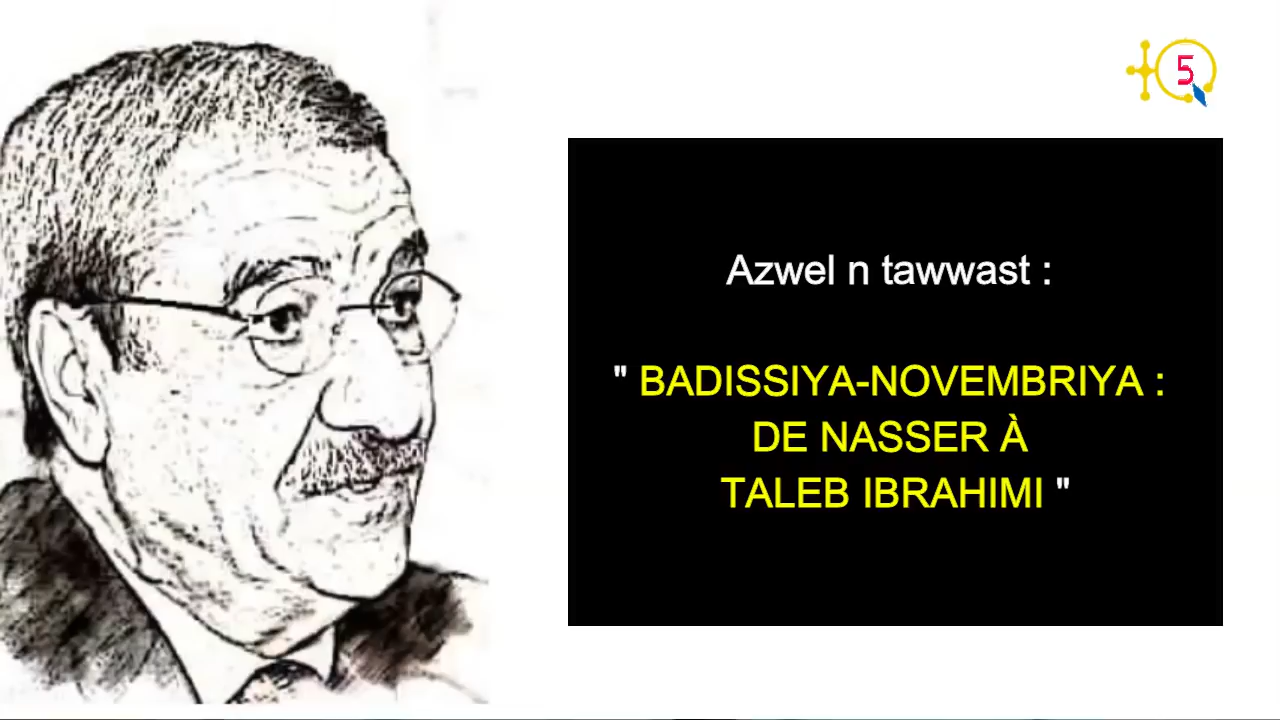 5
Azwel n tawwast :
" BADISSIYA-NOVEMBRIYA :
DE NASSER À
TALEB IBRAHIMI "